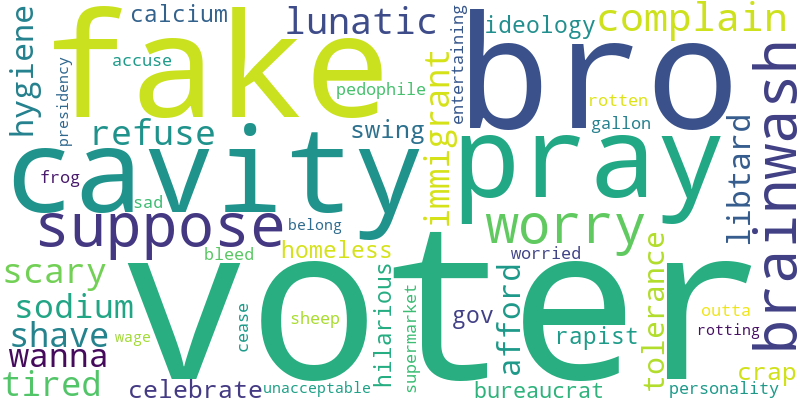 fake
bro
calcium
lunatic
ideology
complain
hygiene
presidency
accuse
pedophile
entertaining
rotten
gallon
brainwash
refuse
swing
immigrant
libtard
cavity
pray
frog
sad
suppose
belong
worry
bleed
homeless
worried
scary
voter
tolerance
sodium
hilarious
supermarket
afford
outta
cease
sheep
gov
rapist
rotting
shave
wage
wanna
crap
tired
celebrate
unacceptable
bureaucrat
personality